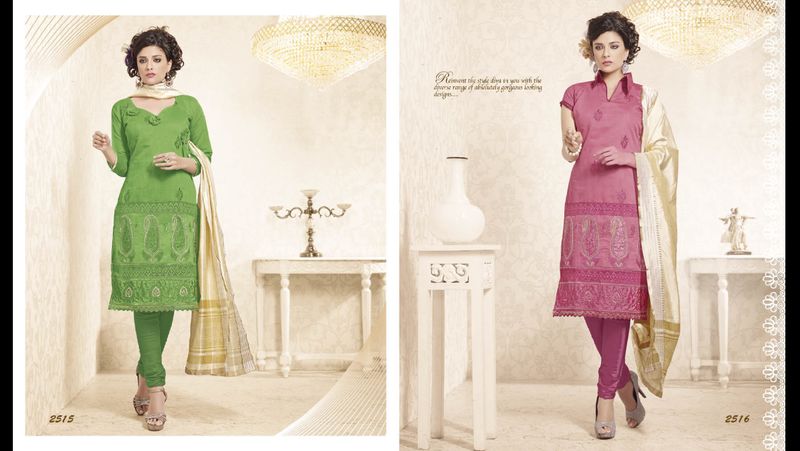 Reinvent the style diva in you with the
diverse range of absolutely gorgeous looking
designs....
2515
2516